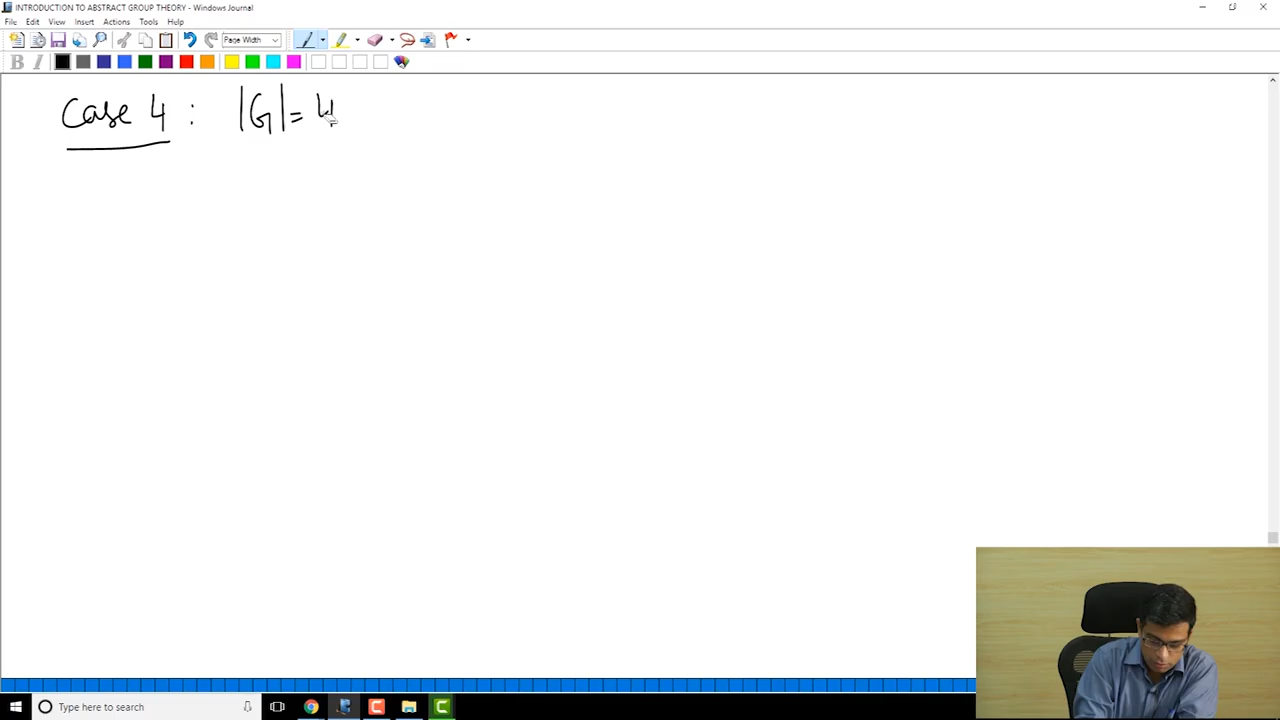 INTRODUCTION TO ABSTRACT GROUP THEORY - Windows Journal
File Edit View Insert Actions Tools Help
Page Width
B I
Case 4 : |G| = 4
Type here to search